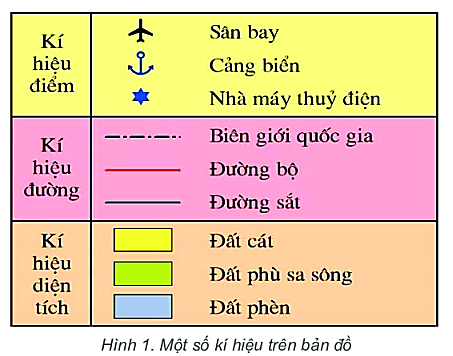 Kí hiệu điểm
Sân bay
Cảng biển
Nhà máy thuỷ điện
Kí hiệu đường
Biên giới quốc gia
Đường bộ
Đường sắt
Kí hiệu diện tích
Đất cát
Đất phù sa sông
Đất phèn
Hình 1. Một số kí hiệu trên bản đồ